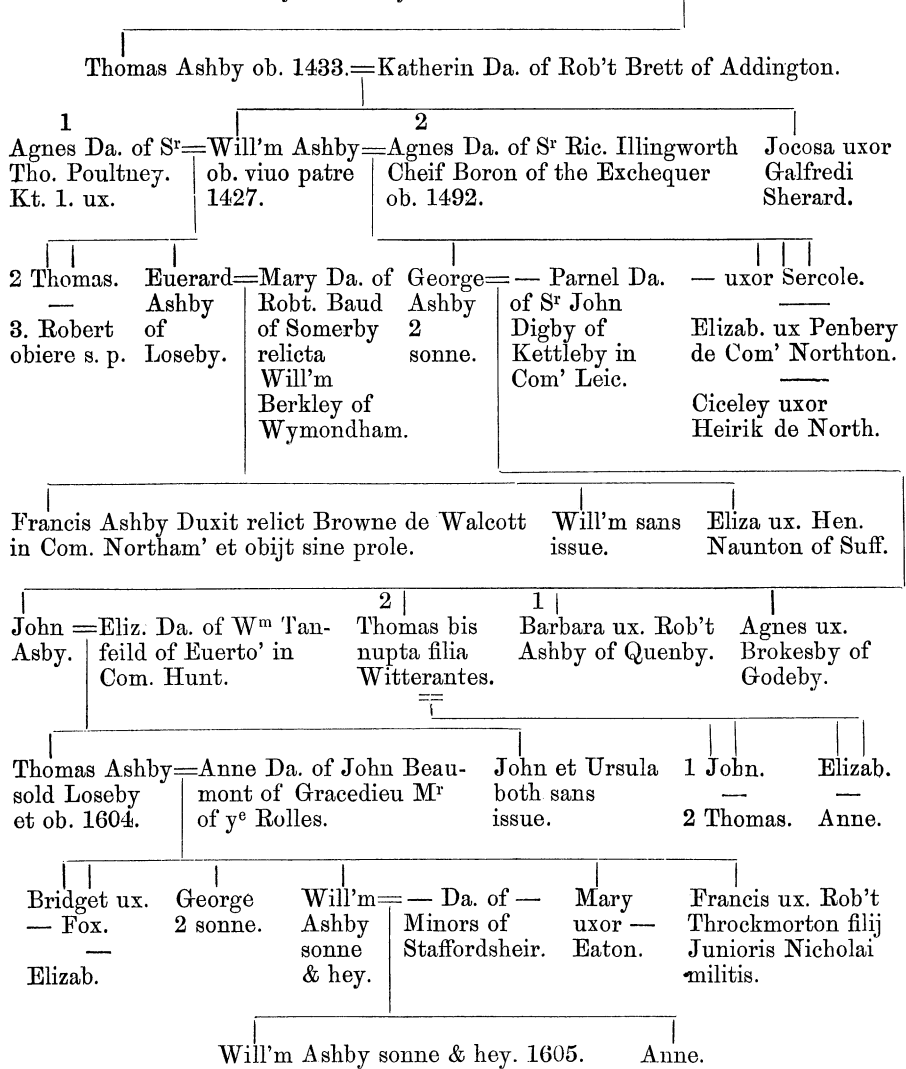 Thomas Ashby ob. 1433.=Katherin Da. of Rob't Brett of Addington.
1
Agnes Da. of Sr=
Tho. Poultney.
Kt. 1. ux.
Will'm Ashby=
ob. viuo patre
1427.
2
Agnes Da. of Sr Ric. Illingworth
Cheif Boron of the Exchequer
ob. 1492.
Jocosa uxor
Galfredi
Sherard.
2 Thomas.
—
3. Robert
obiere s. p.
Euerard=
Ashby
of
Loseby.
Mary Da. of
Robt. Baud
of Somerby
relicta
Will'm
Berkley of
Wymondham.
George=
Ashby
2
sonne.
— Parnel Da.
of Sr John
Digby of
Kettleby in
Com' Leic.
— uxor Sercole.
—
Elizab. ux Penbery
de Com' Northton.
—
Ciceley uxor
Heirik de North.
Francis Ashby Duxit relict Browne de Walcott
in Com. Northam' et obijt sine prole.
Will'm sans
issue.
Eliza ux. Hen.
Naunton of Suff.
John =
Asby.
Eliz. Da. of Wm Tan-
feild of Euerto' in
Com. Hunt.
2
Thomas bis
nupta filia
Witterantes.
==
1
Barbara ux. Rob't
Ashby of Quenby.
Agnes ux.
Brokesby of
Godeby.
Thomas Ashby=
sold Loseby
et ob. 1604.
Anne Da. of John Beau-
mont of Gracedieu Mr
of ye Rolles.
John et Ursula
both sans
issue.
1 John.
—
2 Thomas.
Elizab.
—
Anne.
Bridget ux.
— Fox.
—
Elizab.
George
2 sonne.
Will'm=
Ashby
sonne
& hey.
— Da. of —
Minors of
Staffordsheir.
Mary
uxor —
Eaton.
Francis ux. Rob't
Throckmorton filij
Junioris Nicholai
militis.
Will'm Ashby sonne & hey. 1605.
Anne.